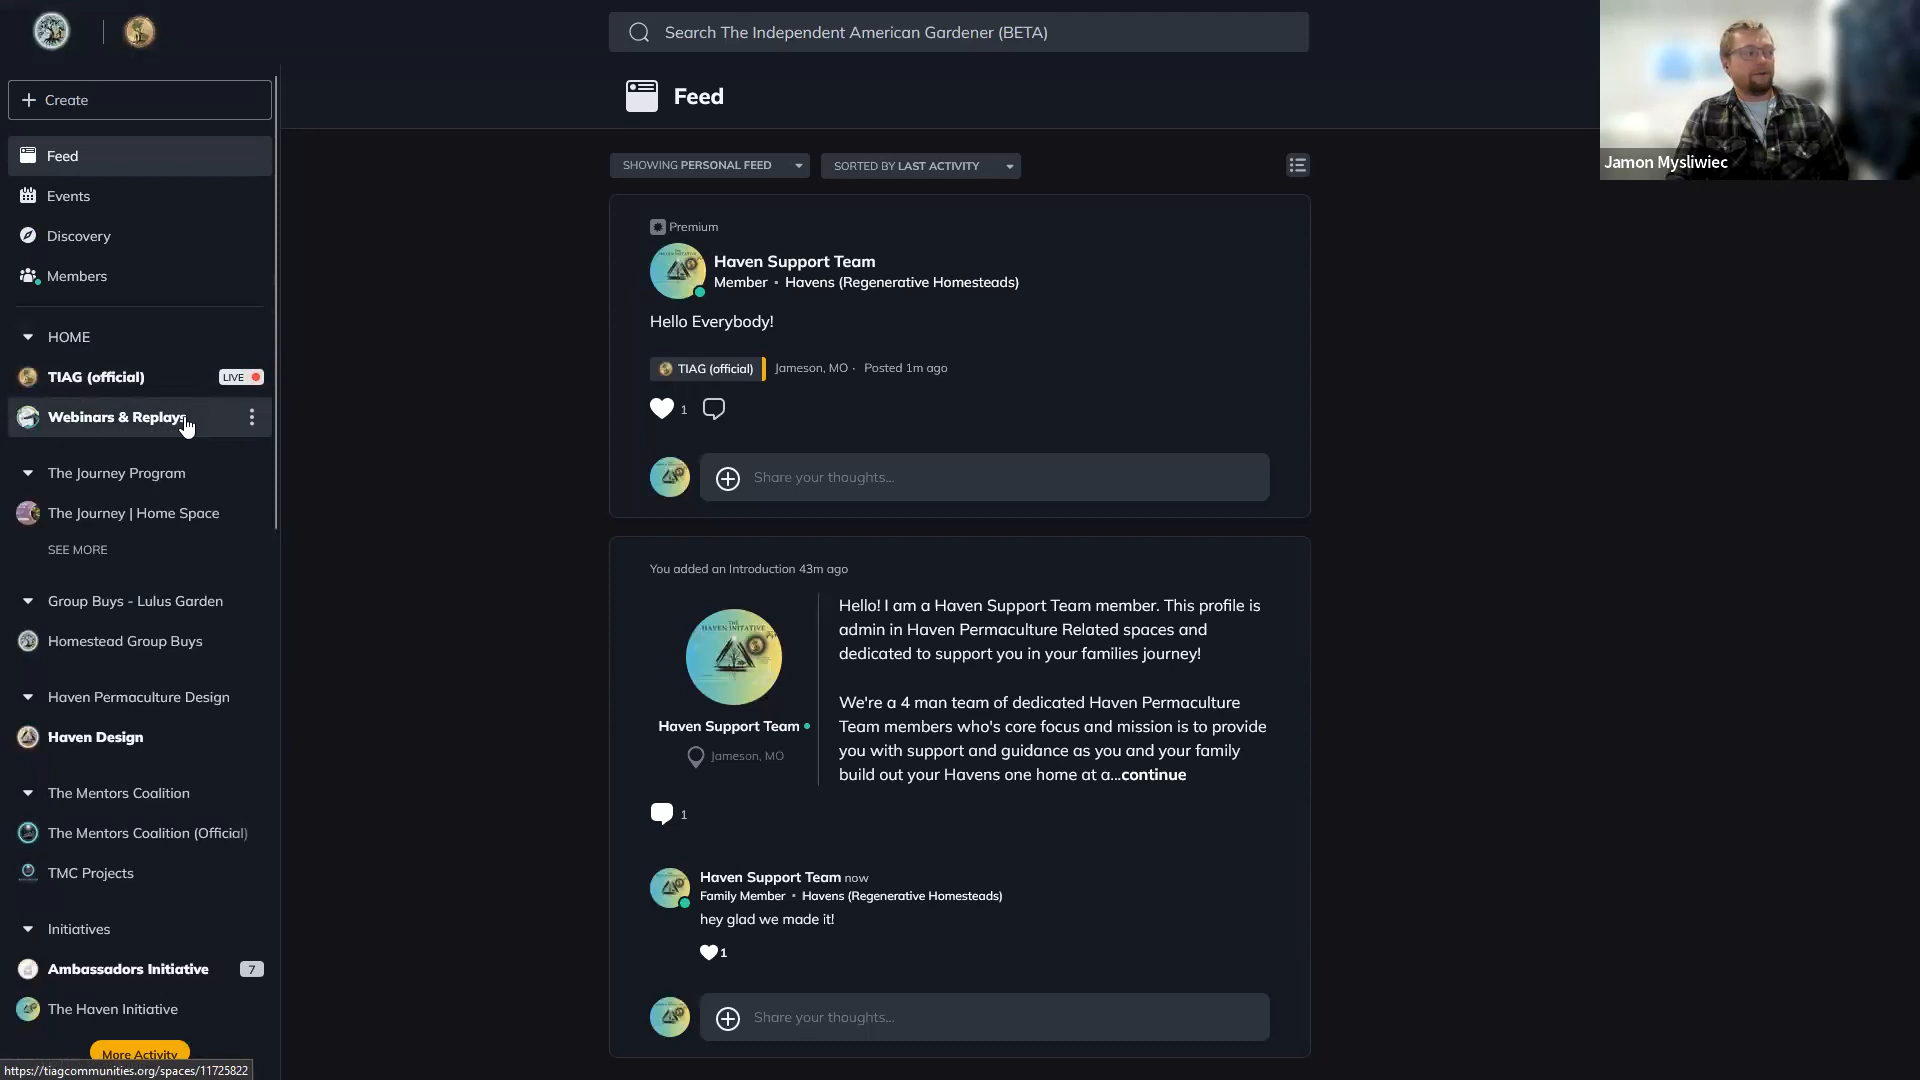 Search The Independent American Gardener (BETA)
Jamon Mysliwiec
Create
Feed
Events
Discovery
Members
HOME
TIAG (official)
LIVE
Webinars & Replays
The Journey Program
The Journey | Home Space
SEE MORE
Group Buys - Lulus Garden
Homestead Group Buys
Haven Permaculture Design
Haven Design
The Mentors Coalition
The Mentors Coalition (Official)
TMC Projects
Initiatives
Ambassadors Initiative
7
The Haven Initiative
More Activity
https://tiagcommunities.org/spaces/11725822
Feed
SHOWING PERSONAL FEED
SORTED BY LAST ACTIVITY
Premium
Haven Support Team
Member • Havens (Regenerative Homesteads)
Hello Everybody!
TIAG (official)
Jameson, MO · Posted 1m ago
1
Share your thoughts...
You added an Introduction 43m ago
THE
HAVEN INITIATIVE
Haven Support Team
Jameson, MO
Hello! I am a Haven Support Team member. This profile is
admin in Haven Permaculture Related spaces and
dedicated to support you in your families journey!
We're a 4 man team of dedicated Haven Permaculture
Team members who's core focus and mission is to provide
you with support and guidance as you and your family
build out your Havens one home at a...continue
1
Haven Support Team now
Family Member • Havens (Regenerative Homesteads)
hey glad we made it!
1
Share your thoughts...